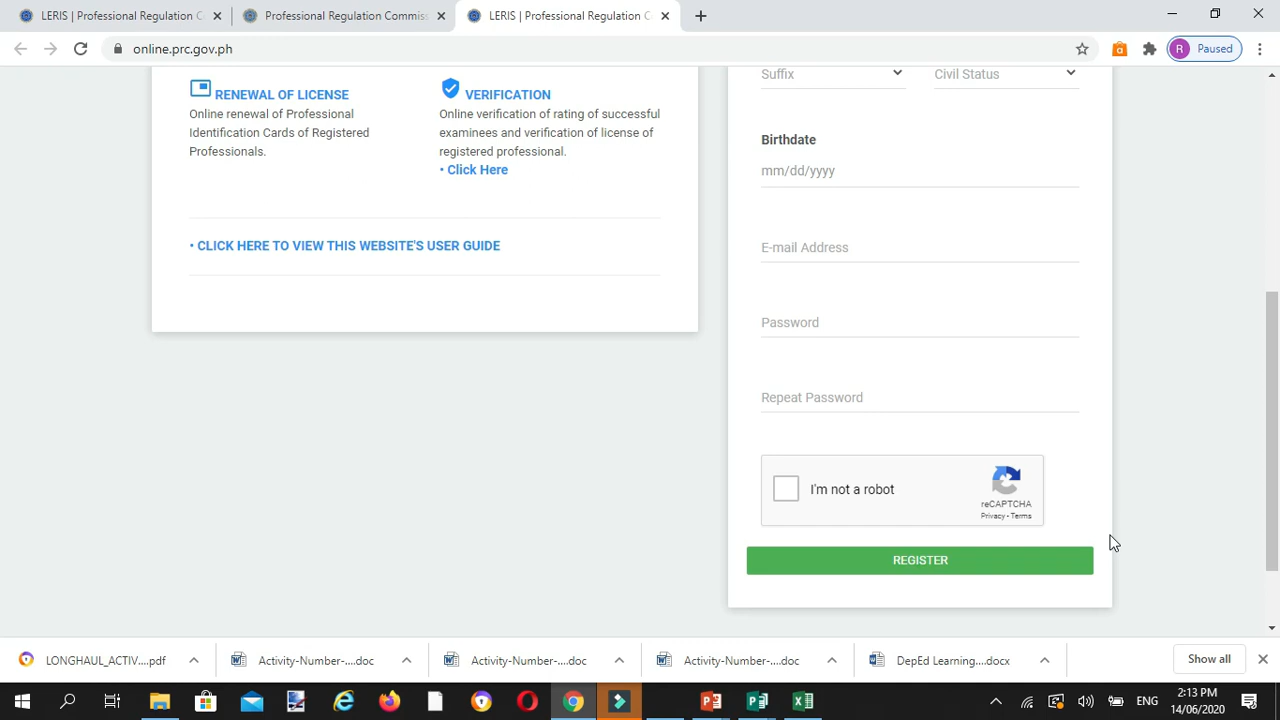 LERIS | Professional Regulation C
Professional Regulation Commiss
LERIS | Professional Regulation C
online.prc.gov.ph
R
Paused
RENEWAL OF LICENSE
Online renewal of Professional
Identification Cards of Registered
Professionals.
VERIFICATION
Online verification of rating of successful
examinees and verification of license of
registered professional.
• Click Here
• CLICK HERE TO VIEW THIS WEBSITE'S USER GUIDE
Suffix
Civil Status
Birthdate
mm/dd/yyyy
E-mail Address
Password
Repeat Password
I'm not a robot
reCAPTCHA
Privacy - Terms
REGISTER
LONGHAUL_ACTIV....pdf
Activity-Number-....doc
Activity-Number-....doc
Activity-Number-....doc
DepEd Learning....docx
Show all
ENG
2:13 PM
14/06/2020